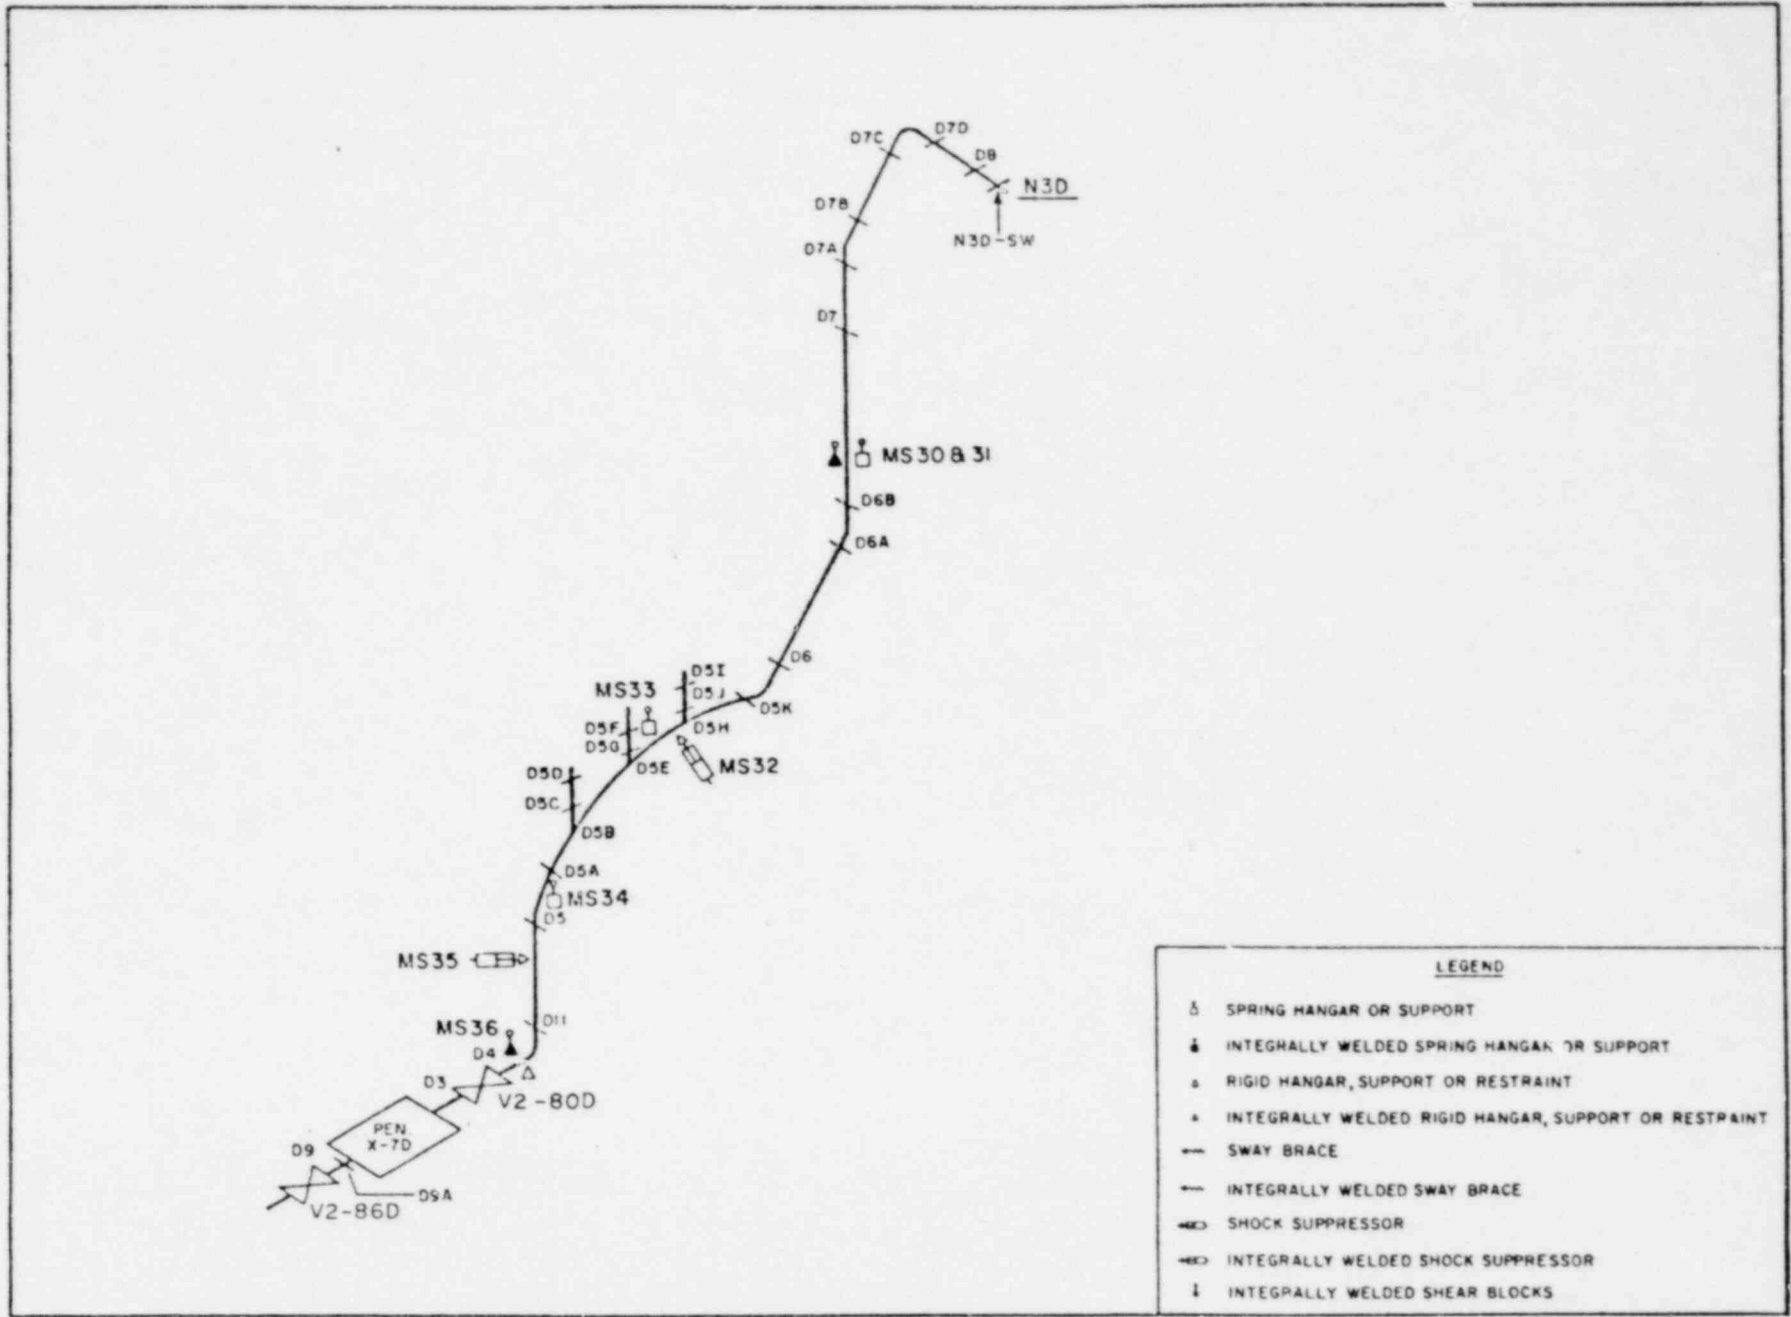 D7C
D7D
D8
N3D
D7B
N3D-SW
D7A
D7
MS30 & 31
D6B
D6A
D6
D5I
MS33
D5J
D5K
D5F
D5H
D5G
D5E
MS32
D5D
D5C
D5B
D5A
MS34
D5
MS35
D11
MS36
D4
D3
V2-80D
PEN.
X-7D
D9
D9A
V2-86D
LEGEND
SPRING HANGAR OR SUPPORT
INTEGRALLY WELDED SPRING HANGAR OR SUPPORT
RIGID HANGAR, SUPPORT OR RESTRAINT
INTEGRALLY WELDED RIGID HANGAR, SUPPORT OR RESTRAINT
SWAY BRACE
INTEGRALLY WELDED SWAY BRACE
SHOCK SUPPRESSOR
INTEGRALLY WELDED SHOCK SUPPRESSOR
INTEGRALLY WELDED SHEAR BLOCKS